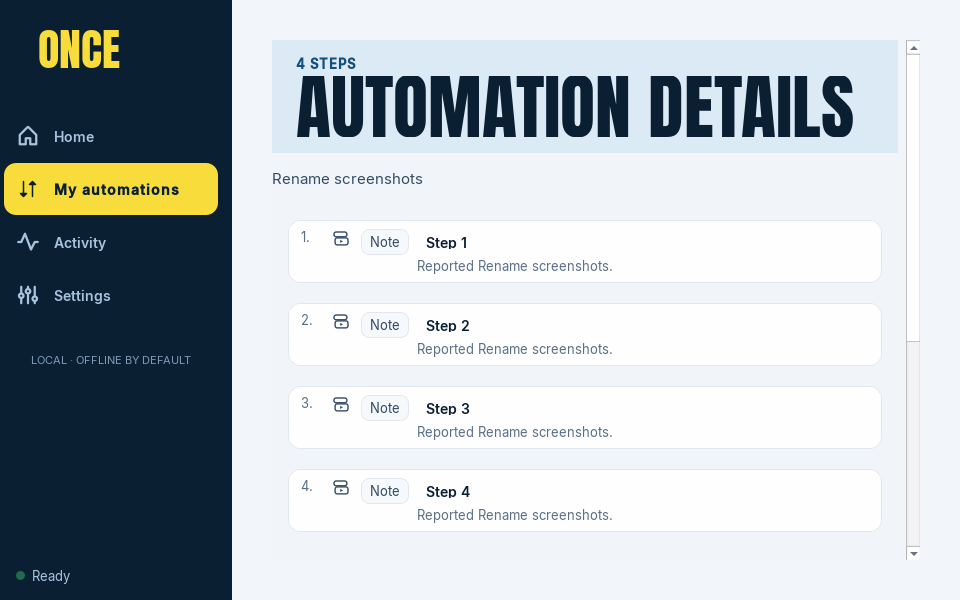 ONCE
Home
My automations
Activity
Settings
LOCAL · OFFLINE BY DEFAULT
Ready
4 STEPS
AUTOMATION DETAILS
Rename screenshots
1. Note Step 1
Reported Rename screenshots.
2. Note Step 2
Reported Rename screenshots.
3. Note Step 3
Reported Rename screenshots.
4. Note Step 4
Reported Rename screenshots.